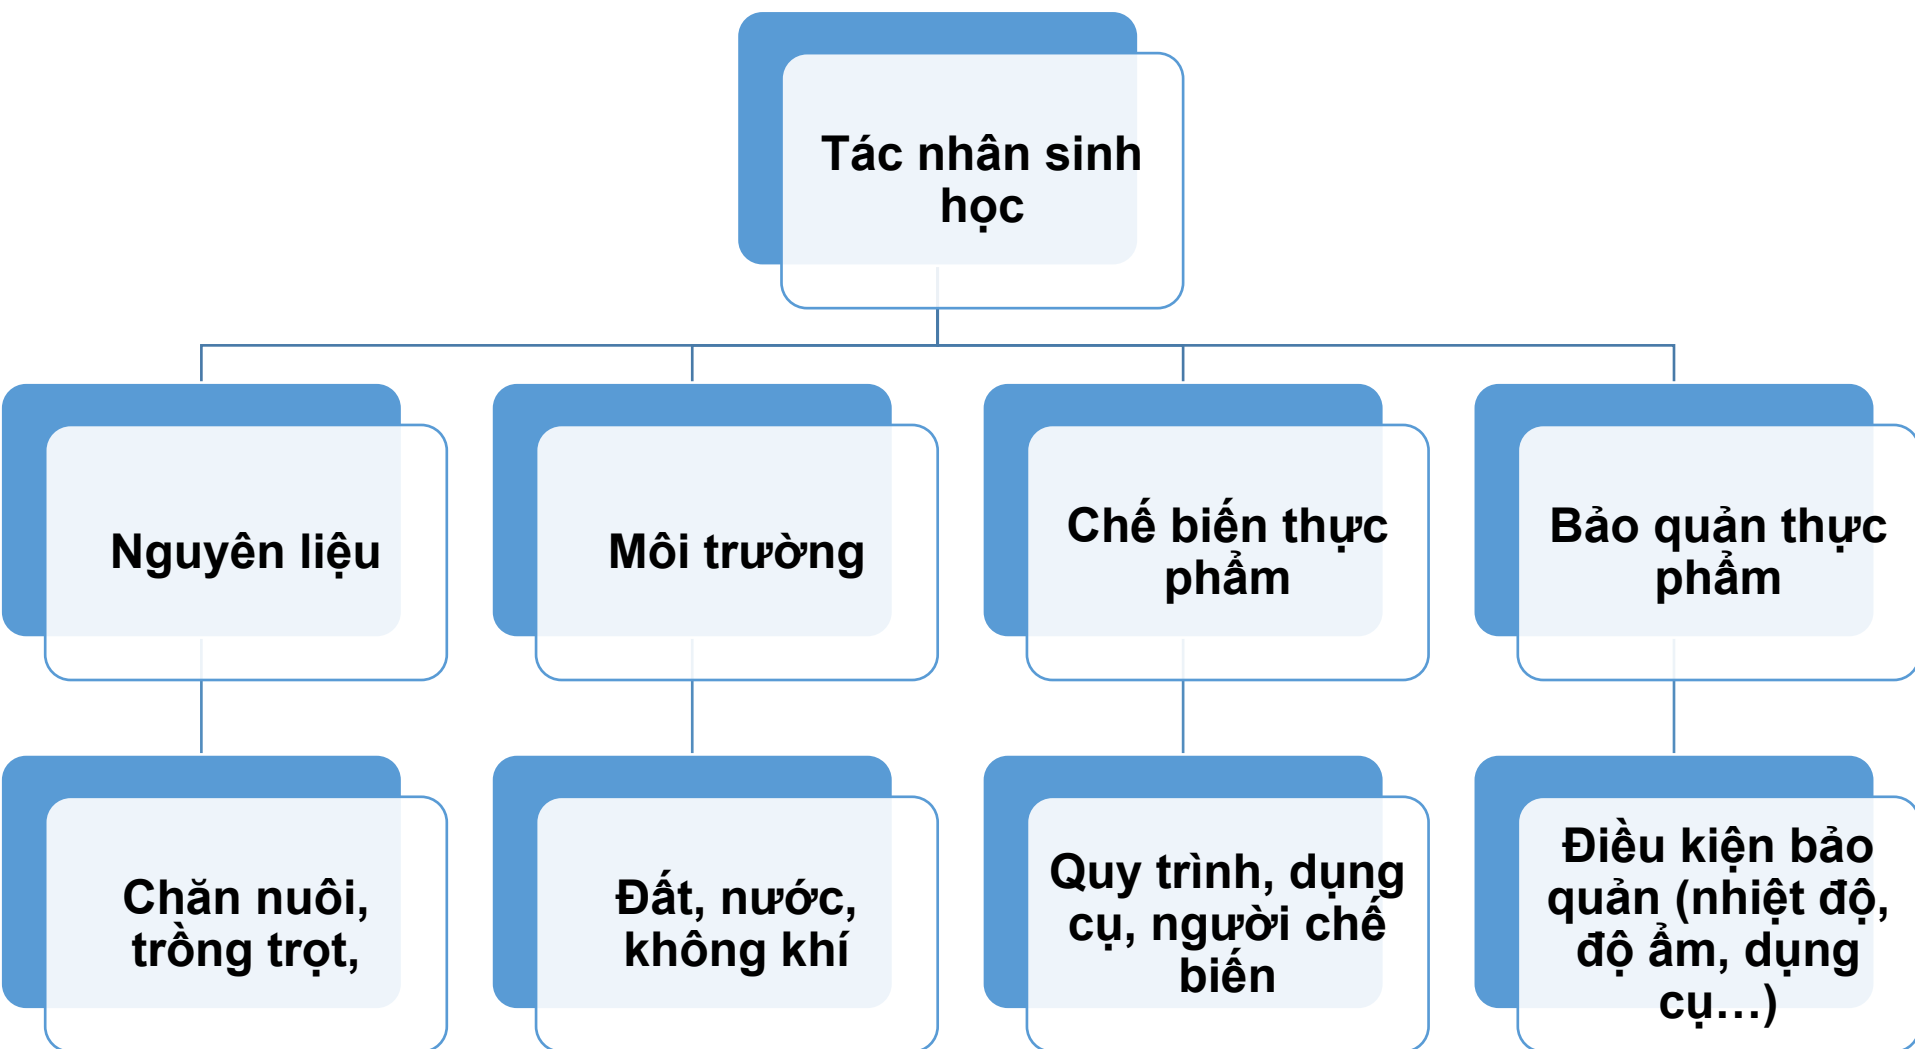 Tác nhân sinh
học
Nguyên liệu
Môi trường
Chế biến thực
phẩm
Bảo quản thực
phẩm
Chăn nuôi,
trồng trọt,
Đất, nước,
không khí
Quy trình, dụng
cụ, người chế
biến
Điều kiện bảo
quản (nhiệt độ,
độ ẩm, dụng
cụ…)